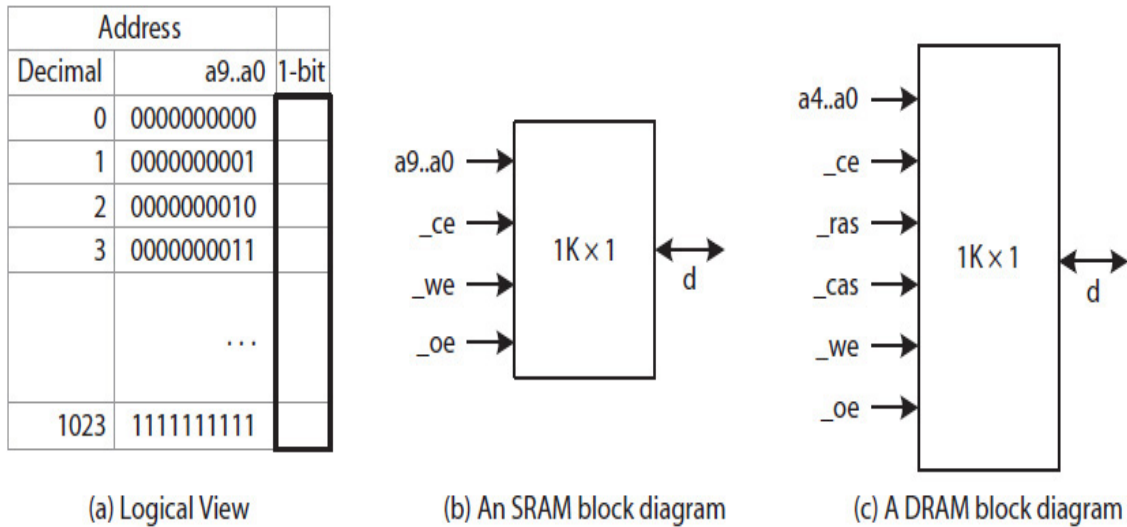 Address
Decimal a9..a0 1-bit
0 0000000000
1 0000000001
2 0000000010
3 0000000011
...
1023 1111111111
(a) Logical View
a9..a0
_ce
_we
_oe
1K × 1
d
(b) An SRAM block diagram
a4..a0
_ce
_ras
_cas
_we
_oe
1K × 1
d
(c) A DRAM block diagram